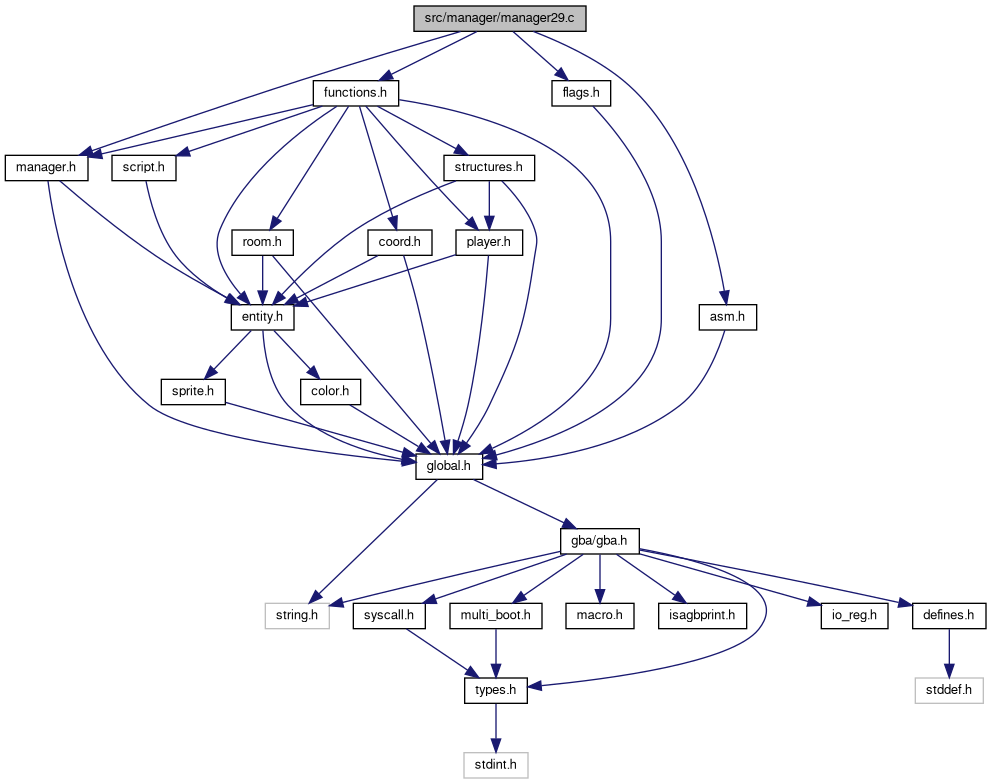 src/manager/manager29.c
functions.h
flags.h
manager.h
script.h
structures.h
room.h
coord.h
player.h
entity.h
asm.h
sprite.h
color.h
global.h
gba/gba.h
string.h
syscall.h
multi_boot.h
macro.h
isagbprint.h
io_reg.h
defines.h
types.h
stddef.h
stdint.h